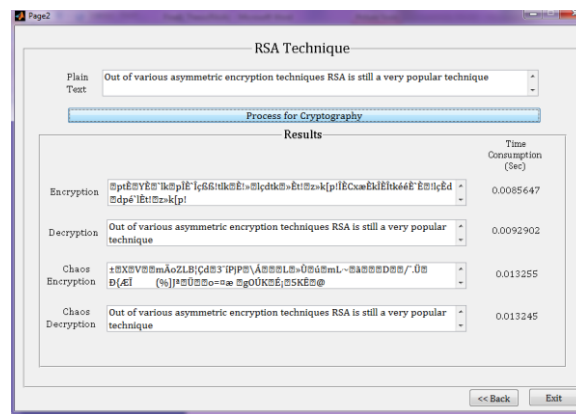 Page2
RSA Technique
Plain
Text
Out of various asymmetric encryption techniques RSA is still a very popular technique
Process for Cryptography
Results
Time
Consumption
(Sec)
Encryption
0.0085647
Decryption
Out of various asymmetric encryption techniques RSA is still a very popular
technique
0.0092902
Chaos
Encryption
0.013255
Chaos
Decryption
Out of various asymmetric encryption techniques RSA is still a very popular
technique
0.013245
<< Back
Exit